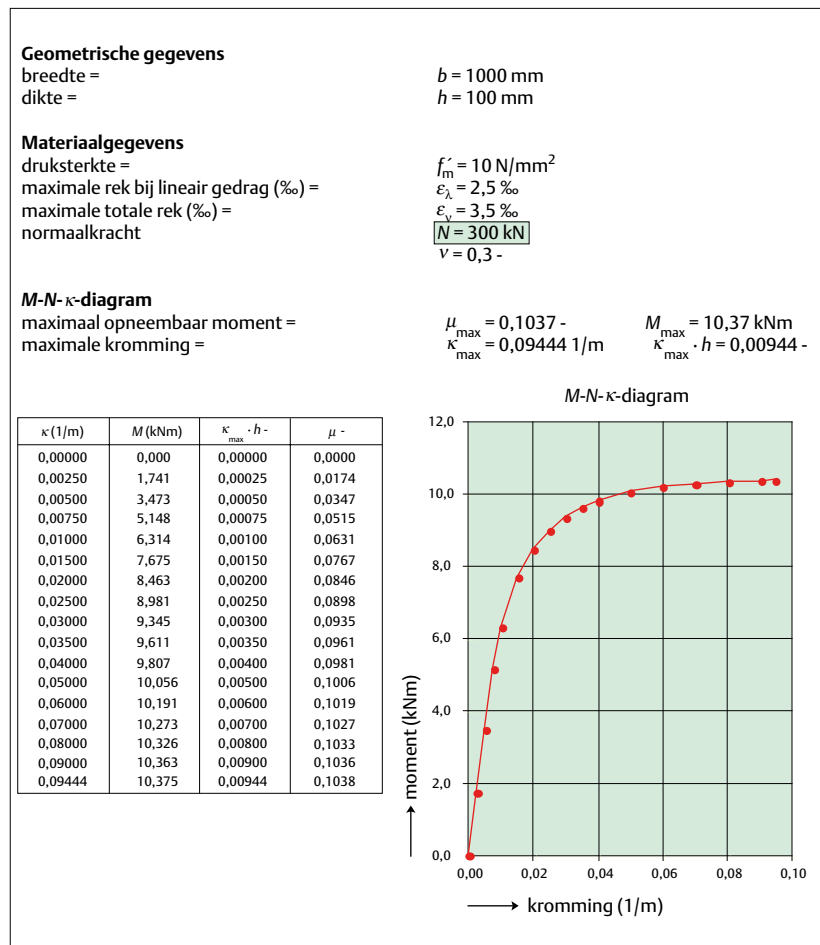 Geometrische gegevens
breedte = b = 1000 mm
dikte = h = 100 mm
Materiaalgegevens
druksterkte = f´m = 10 N/mm²
maximale rek bij lineair gedrag (‰) = ελ = 2,5 ‰
maximale totale rek (‰) = εv = 3,5 ‰
normaalkracht N = 300 kN
ν = 0,3 -
M-N-κ-diagram
maximaal opneembaar moment = μmax = 0,1037 - Mmax = 10,37 kNm
maximale kromming = κmax = 0,09444 1/m κmax · h = 0,00944 -
κ (1/m) M (kNm) κmax · h - μ -
0,00000 0,000 0,00000 0,0000
0,00250 1,741 0,00025 0,0174
0,00500 3,473 0,00050 0,0347
0,00750 5,148 0,00075 0,0515
0,01000 6,314 0,00100 0,0631
0,01500 7,675 0,00150 0,0767
0,02000 8,463 0,00200 0,0846
0,02500 8,981 0,00250 0,0898
0,03000 9,345 0,00300 0,0935
0,03500 9,611 0,00350 0,0961
0,04000 9,807 0,00400 0,0981
0,05000 10,056 0,00500 0,1006
0,06000 10,191 0,00600 0,1019
0,07000 10,273 0,00700 0,1027
0,08000 10,326 0,00800 0,1033
0,09000 10,363 0,00900 0,1036
0,09444 10,375 0,00944 0,1038
M-N-κ-diagram
12,0
10,0
8,0
6,0
4,0
2,0
0,0
moment (kNm)
0,00 0,02 0,04 0,06 0,08 0,10
kromming (1/m)